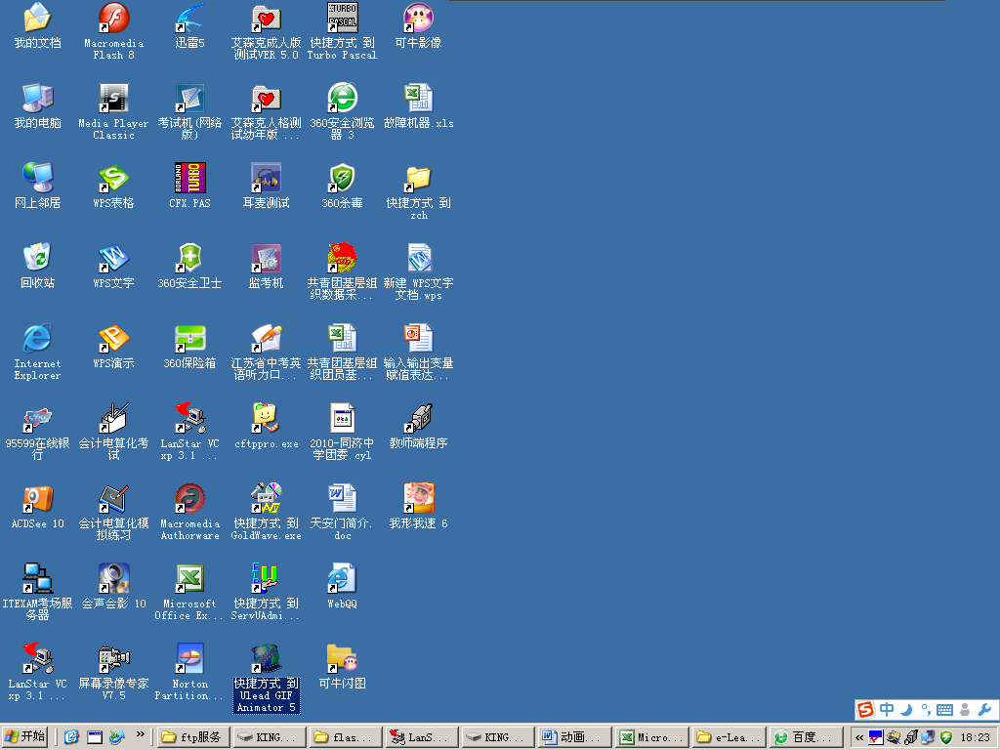 我的文档
Macromedia
Flash 8
迅雷5
艾森克成人版
测试VER 5.0
快捷方式 到
Turbo Pascal
可牛影像
我的电脑
Media Player
Classic
考试机(网络
版)
艾森克人格测
试幼年版 ...
360安全浏览
器 3
故障机器.xls
网上邻居
WPS表格
CFX.PAS
耳麦测试
360杀毒
快捷方式 到
zch
回收站
WPS文字
360安全卫士
监考机
共青团基层组
织数据采...
新建 WPS文字
文档.wps
Internet
Explorer
WPS演示
360保险箱
江苏省中考英
语听力口...
共青团基层组
织团员基...
输入输出变量
赋值表达...
95599在线银
行
会计电算化考
试
LanStar VC
xp 3.1 ...
cftppro.exe
2010-同济中
学团委.cyl
教师端程序
ACDSee 10
会计电算化模
拟练习
Macromedia
Authorware
快捷方式 到
GoldWave.exe
天安门简介.
doc
我形我速 6
ITEXAM考场服
务器
会声会影 10
Microsoft
Office Ex...
快捷方式 到
ServUAdmi...
WebQQ
LanStar VC
xp 3.1 ...
屏幕录像专家
V7.5
Norton
Partition...
快捷方式 到
Ulead GIF
Animator 5
可牛闪图
中
开始
ftp服务
KING...
flas...
LanS...
KING...
动画...
Micro...
e-Lea...
百度...
18:23